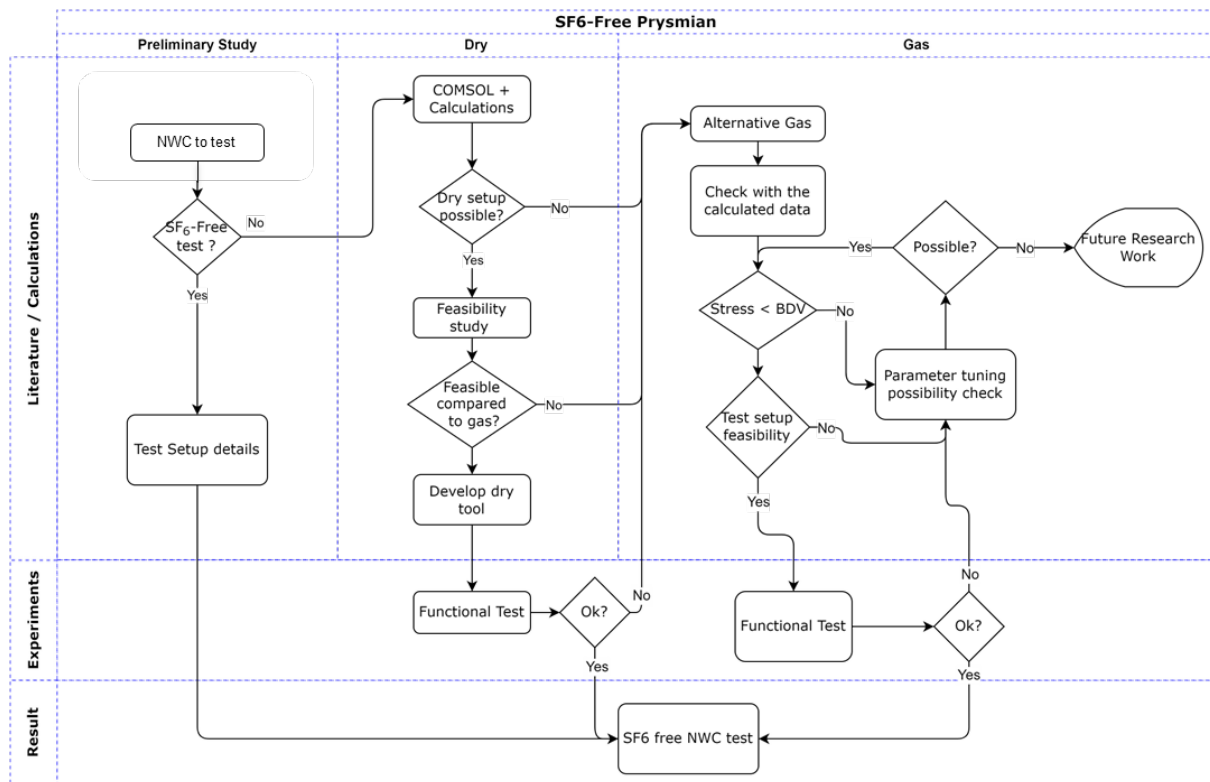 SF6-Free Prysmian
Preliminary Study
Dry
Gas
Literature / Calculations
Experiments
Result
NWC to test
SF₆-Free
test ?
No
Yes
Test Setup details
COMSOL +
Calculations
Dry setup
possible?
No
Yes
Feasibility
study
Feasible
compared
to gas?
No
Develop dry
tool
Functional Test
Ok?
No
Yes
Alternative Gas
Check with the
calculated data
Stress < BDV
No
Test setup
feasibility
No
Yes
Parameter tuning
possibility check
Possible?
Yes
No
Future Research
Work
Functional Test
Ok?
No
Yes
SF6 free NWC test